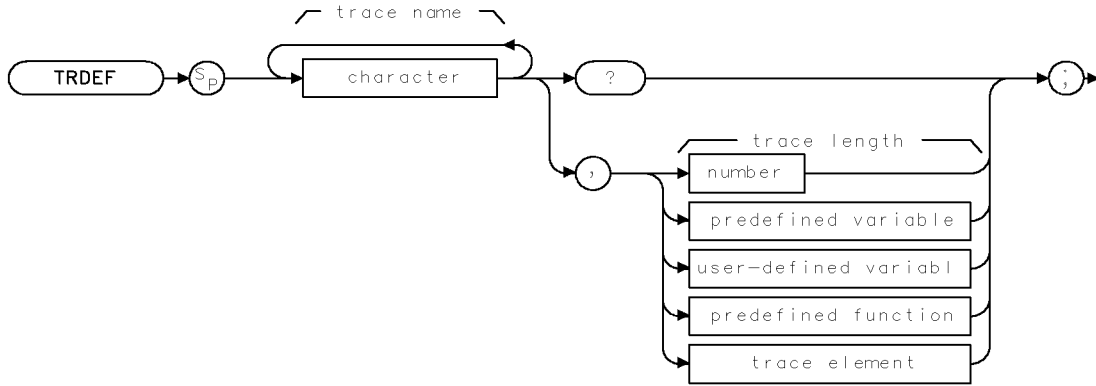 trace name
TRDEF SP character ? ;
trace length
, number
predefined variable
user-defined variabl
predefined function
trace element